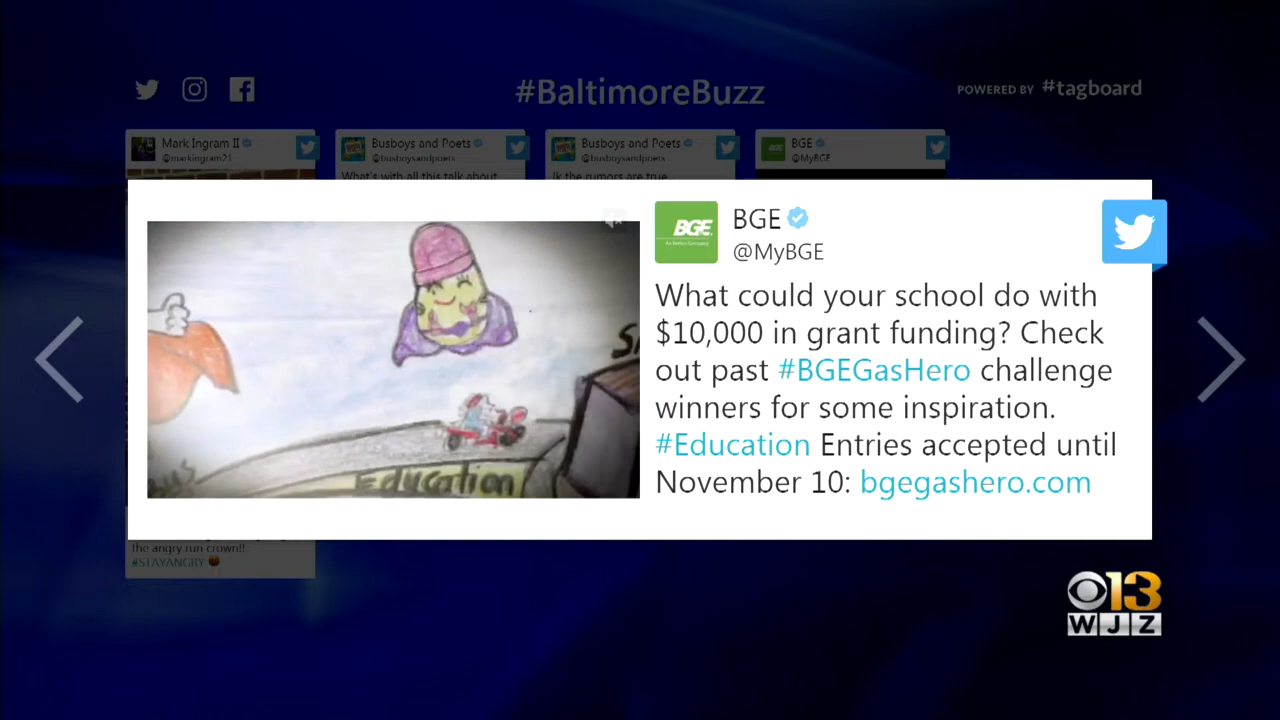 #BaltimoreBuzz
POWERED BY #tagboard
Mark Ingram II
@markingram21
Busboys and Poets
@busboysandpoets
What's with all this talk about
Busboys and Poets
@busboysandpoets
the rumors are true
BGE
@MyBGE
BGE
BGE
@MyBGE
What could your school do with
$10,000 in grant funding? Check
out past #BGEGasHero challenge
winners for some inspiration.
#Education Entries accepted until
November 10: bgegashero.com
Education
the angry run crown!!
#STAYANGRY
13
WJZ